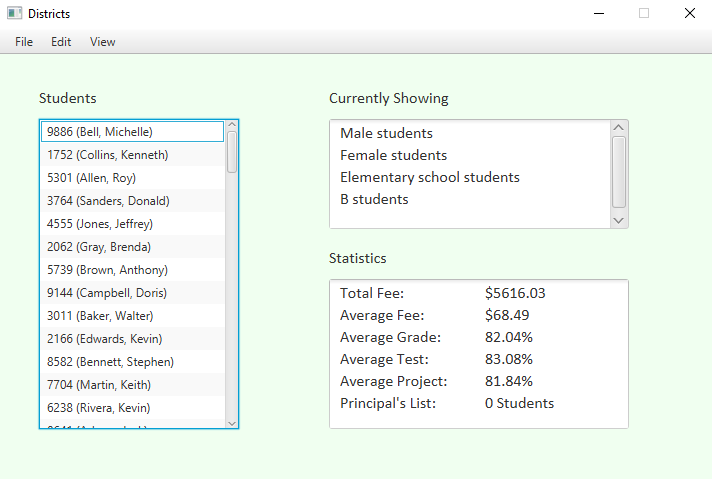 Districts
File Edit View
Students
9886 (Bell, Michelle)
1752 (Collins, Kenneth)
5301 (Allen, Roy)
3764 (Sanders, Donald)
4555 (Jones, Jeffrey)
2062 (Gray, Brenda)
5739 (Brown, Anthony)
9144 (Campbell, Doris)
3011 (Baker, Walter)
2166 (Edwards, Kevin)
8582 (Bennett, Stephen)
7704 (Martin, Keith)
6238 (Rivera, Kevin)
Currently Showing
Male students
Female students
Elementary school students
B students
Statistics
Total Fee: $5616.03
Average Fee: $68.49
Average Grade: 82.04%
Average Test: 83.08%
Average Project: 81.84%
Principal's List: 0 Students